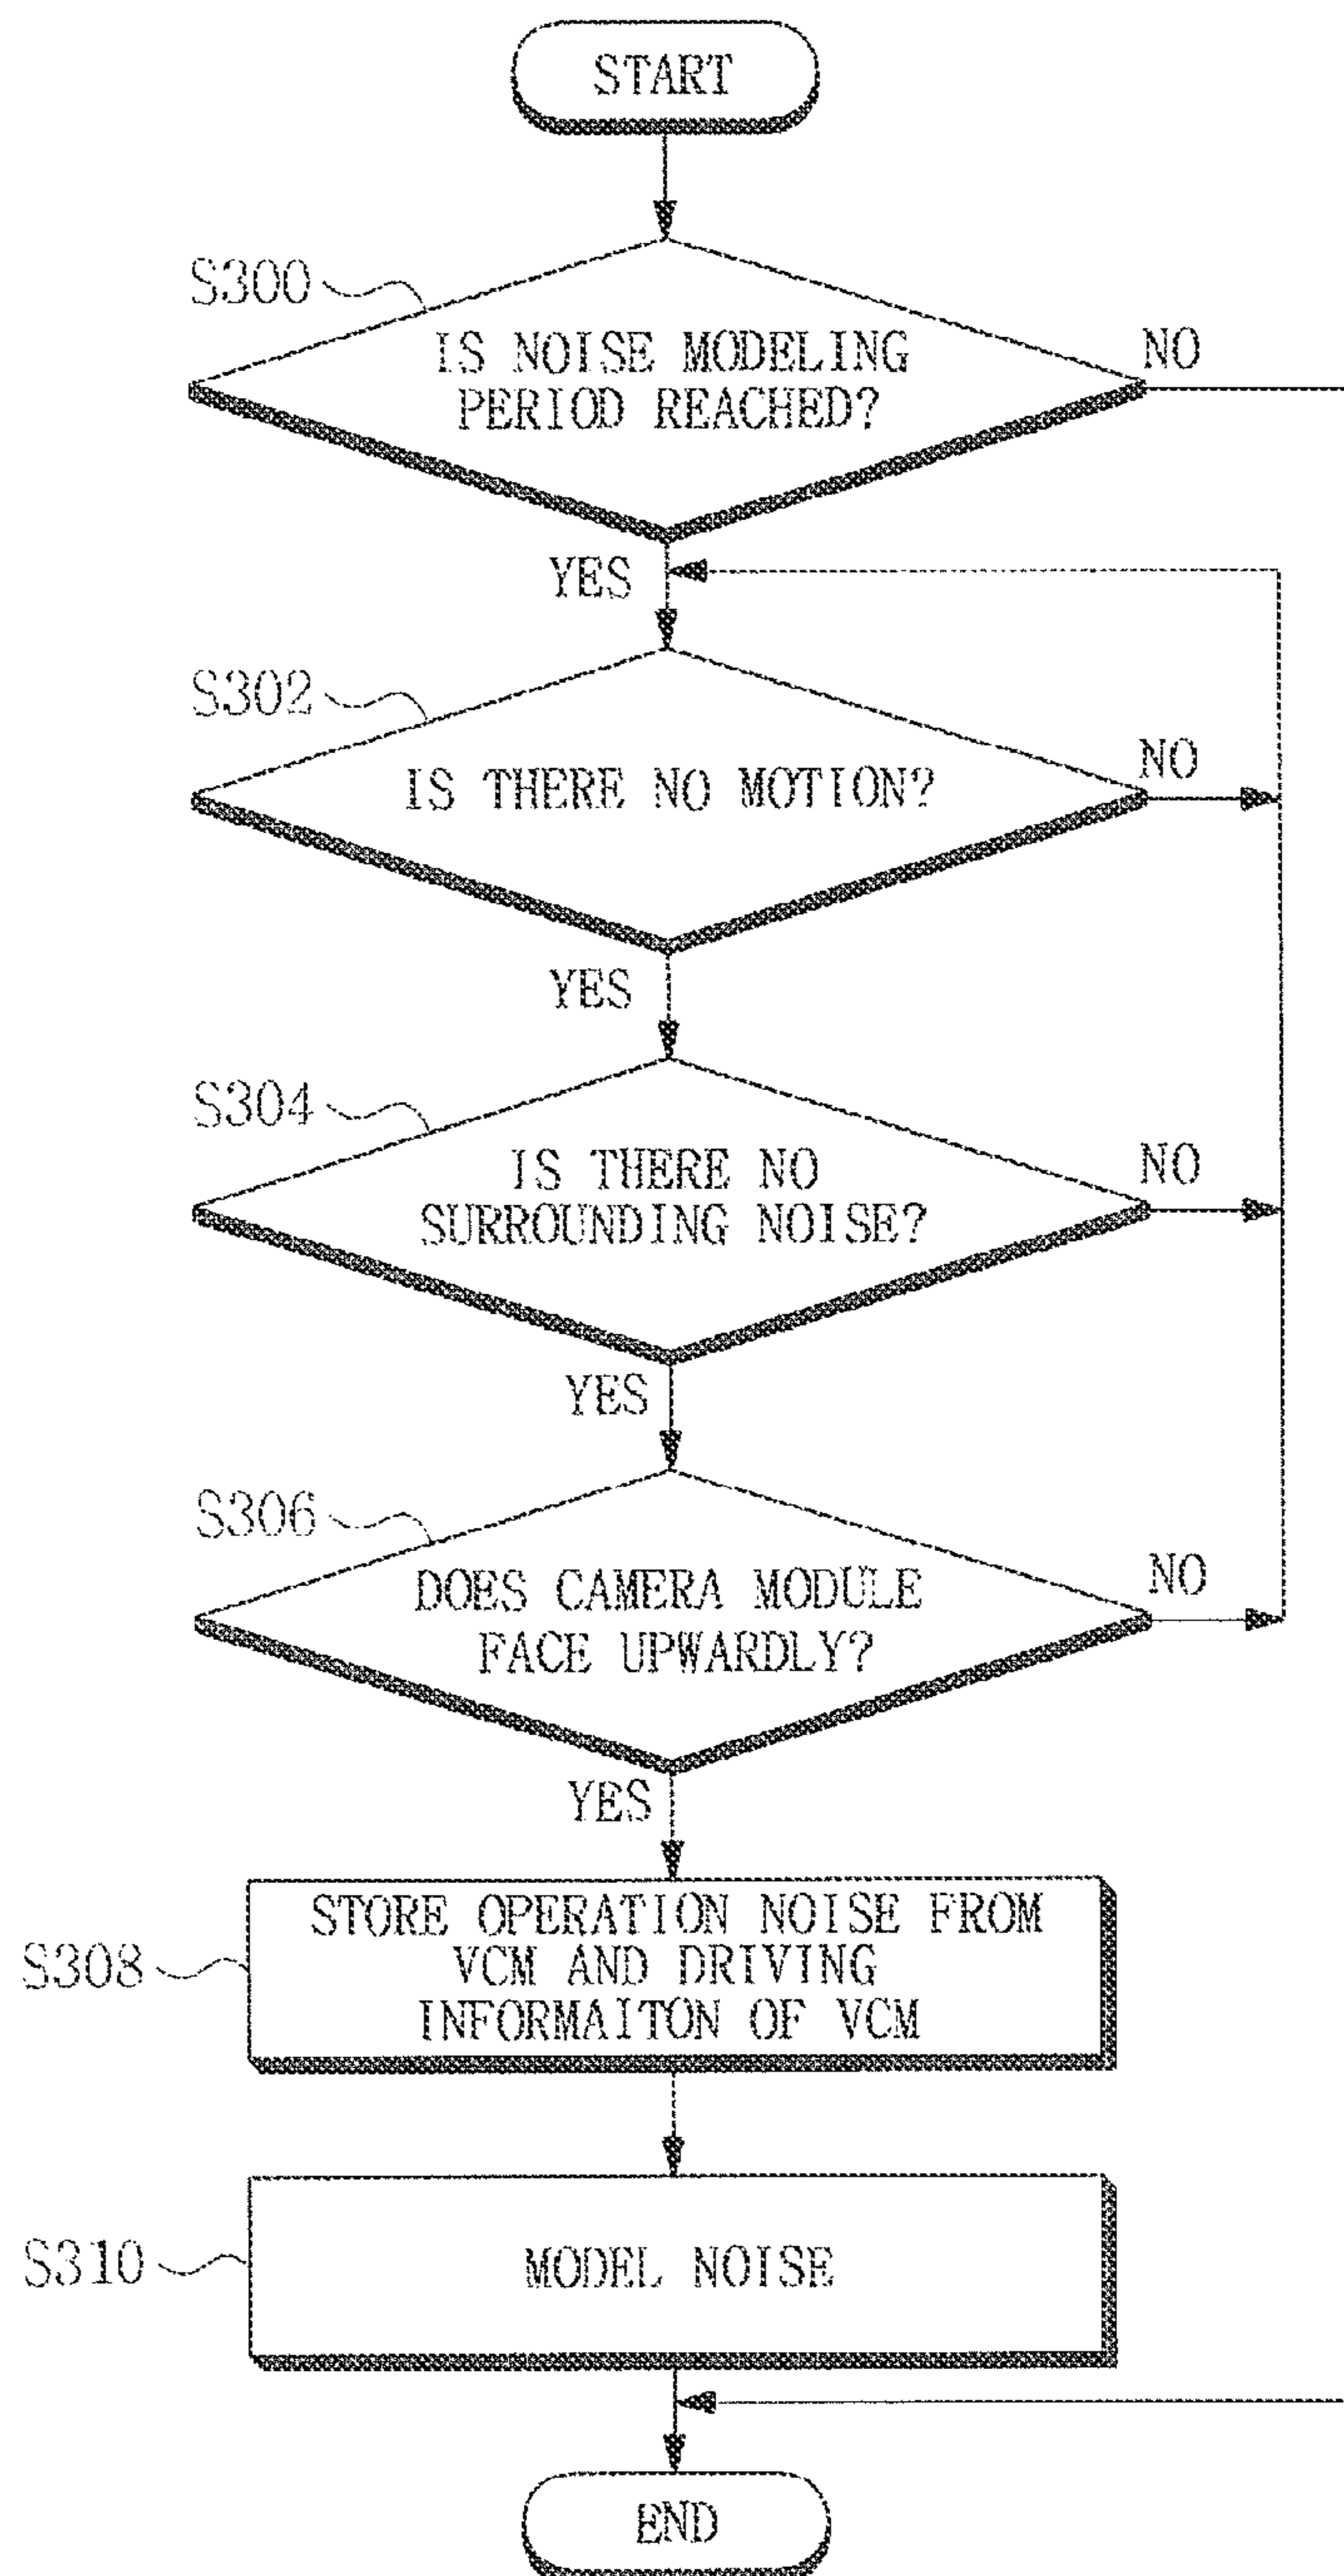 START
S300
IS NOISE MODELING
PERIOD REACHED?
NO
YES
S302
IS THERE NO MOTION?
NO
YES
S304
IS THERE NO
SURROUNDING NOISE?
NO
YES
S306
DOES CAMERA MODULE
FACE UPWARDLY?
NO
YES
S308
STORE OPERATION NOISE FROM
VCM AND DRIVING
INFORMAITON OF VCM
S310
MODEL NOISE
END